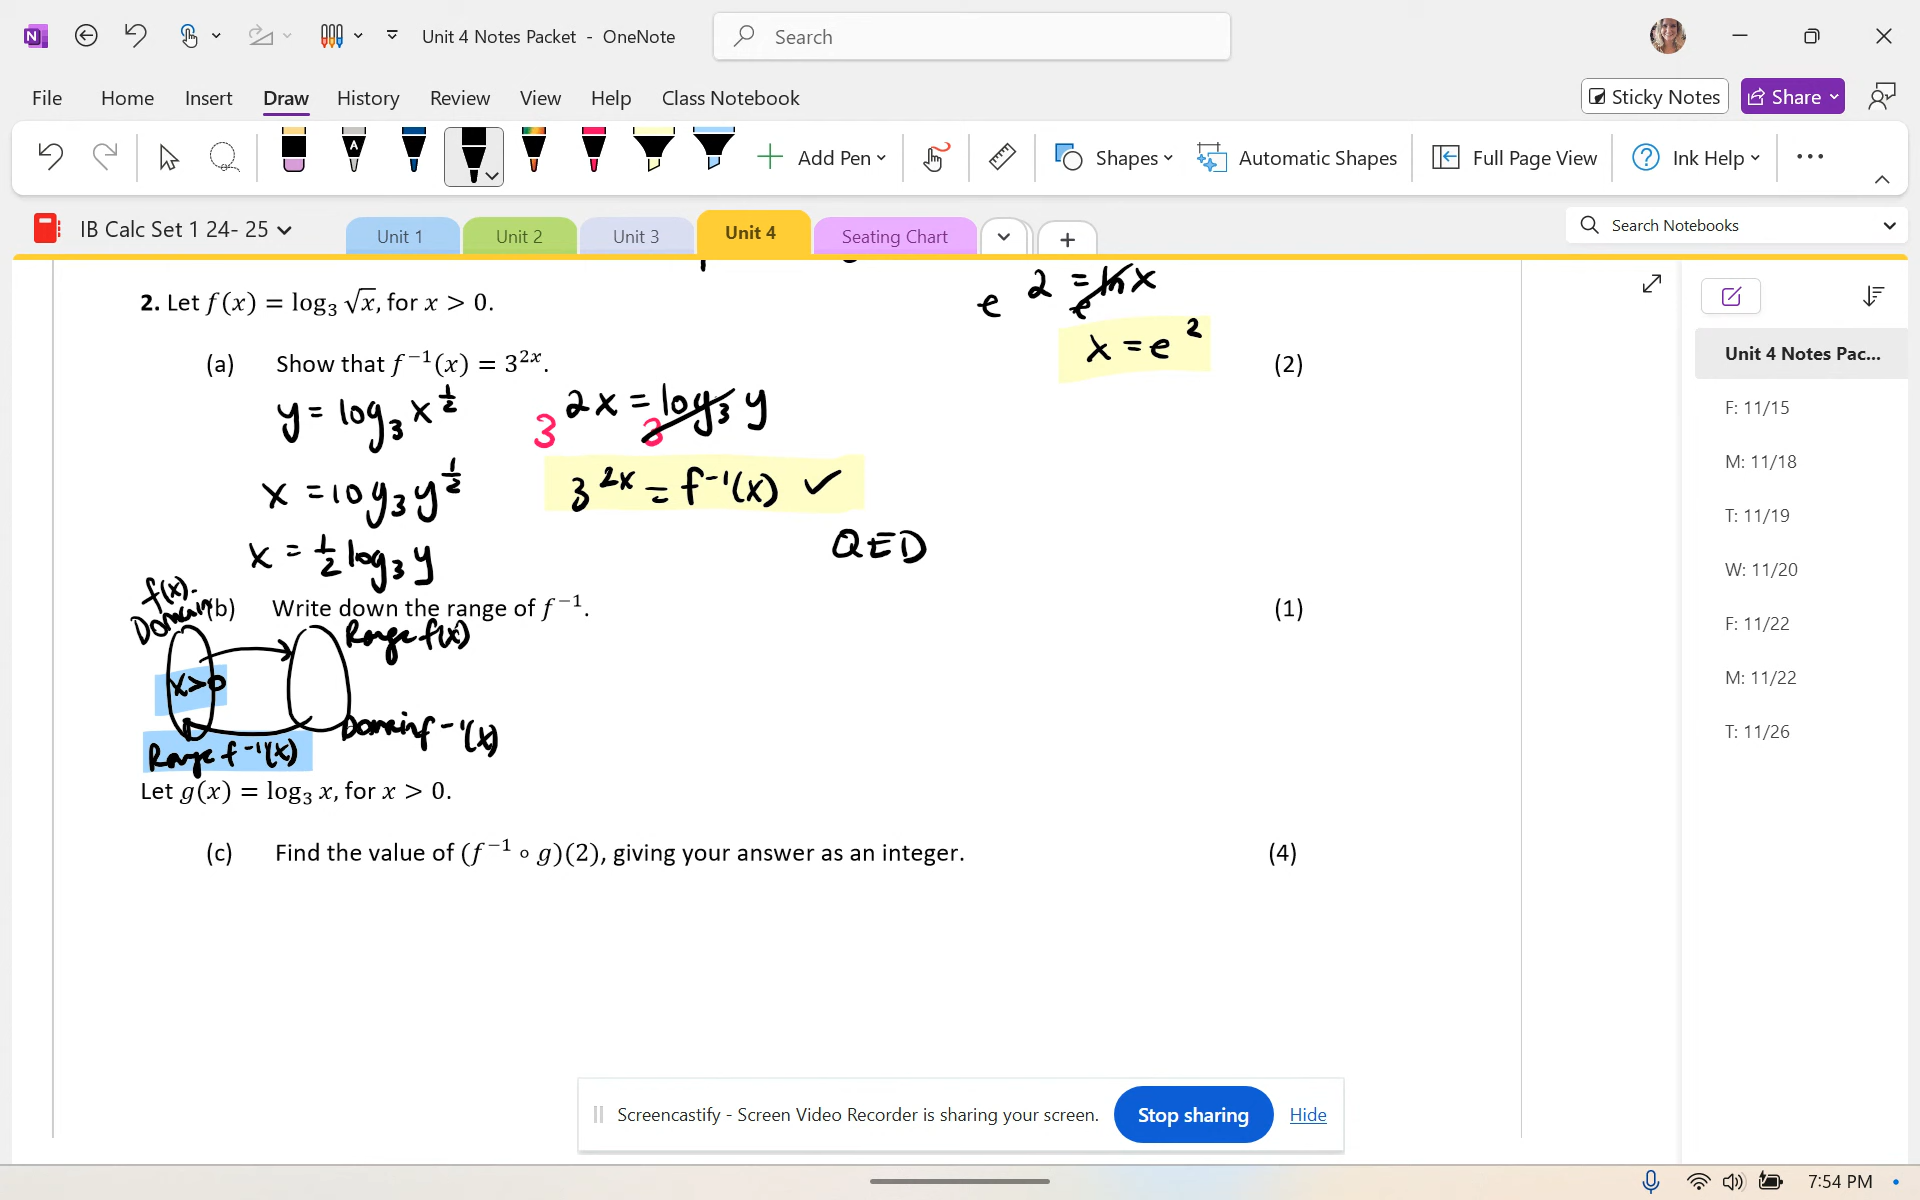 Unit 4 Notes Packet - OneNote
Search
File Home Insert Draw History Review View Help Class Notebook
Sticky Notes
Share
Add Pen
Shapes
Automatic Shapes
Full Page View
Ink Help
IB Calc Set 1 24- 25
Unit 1
Unit 2
Unit 3
Unit 4
Seating Chart
Search Notebooks
e 2 = ln x
e
x = e²
2. Let f(x) = log₃ √x, for x > 0.
(a) Show that f⁻¹(x) = 3²ˣ. (2)
y = log₃ x^½
x = log₃ y^½
x = ½ log₃ y
3 2x = log₃ y
3
3²ˣ = f⁻¹(x) ✓
QED
(b) Write down the range of f⁻¹. (1)
f(x)-
Domain
Range f(x)
x>0
Domain f⁻¹(x)
Range f⁻¹(x)
Let g(x) = log₃ x, for x > 0.
(c) Find the value of (f⁻¹ ∘ g)(2), giving your answer as an integer. (4)
Unit 4 Notes Pac...
F: 11/15
M: 11/18
T: 11/19
W: 11/20
F: 11/22
M: 11/22
T: 11/26
Screencastify - Screen Video Recorder is sharing your screen.
Stop sharing
Hide
7:54 PM